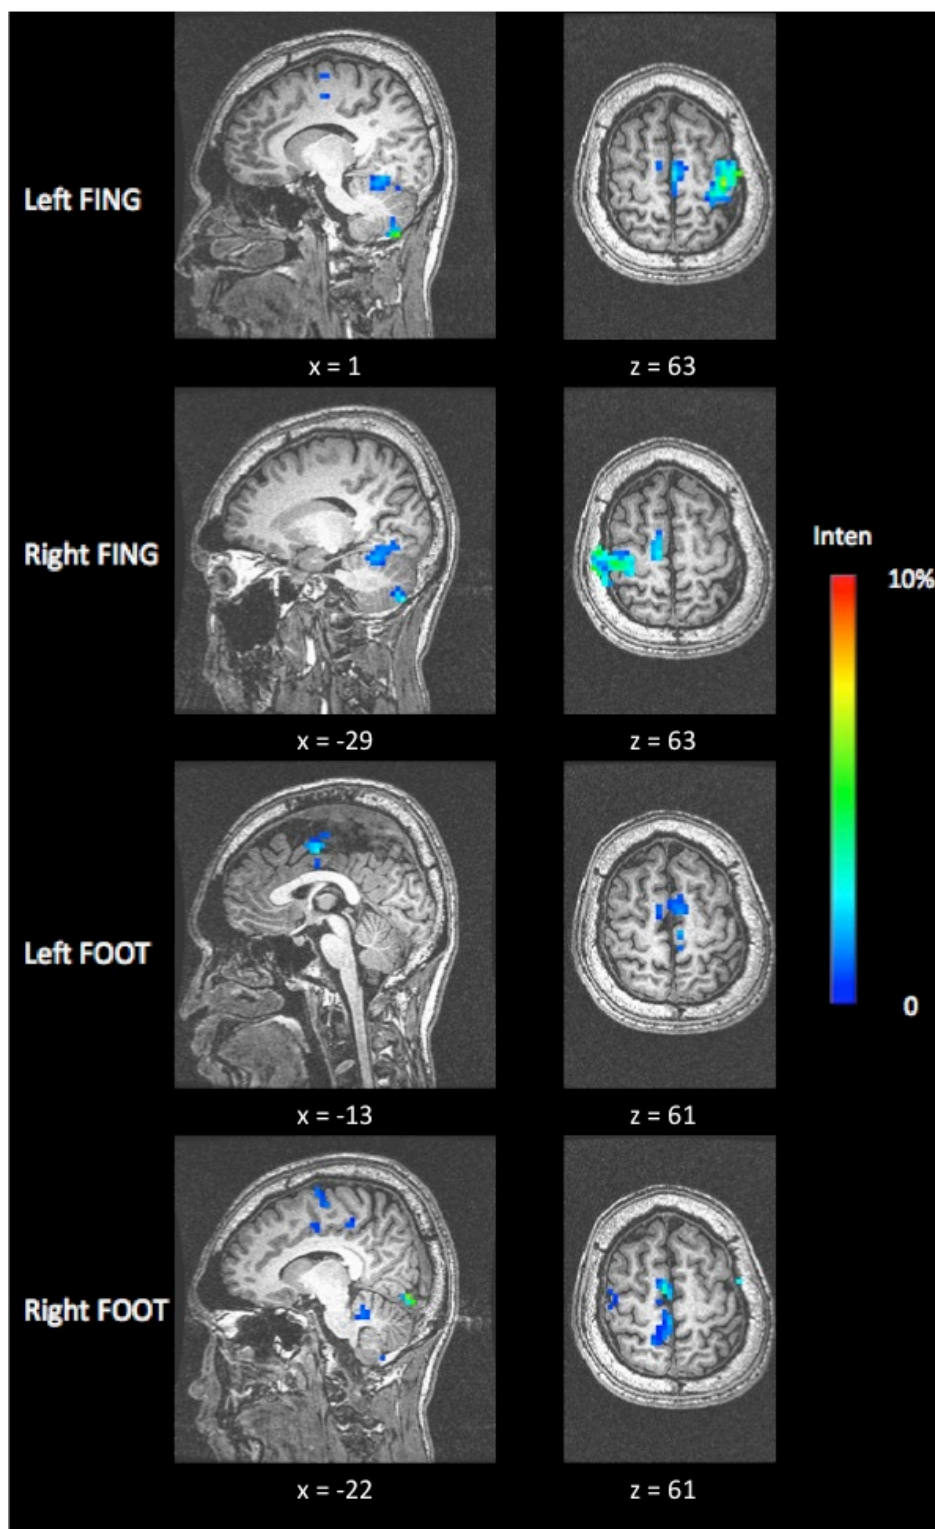 Left FING
x = 1
z = 63
Right FING
x = -29
z = 63
Inten
10%
0
Left FOOT
x = -13
z = 61
Right FOOT
x = -22
z = 61